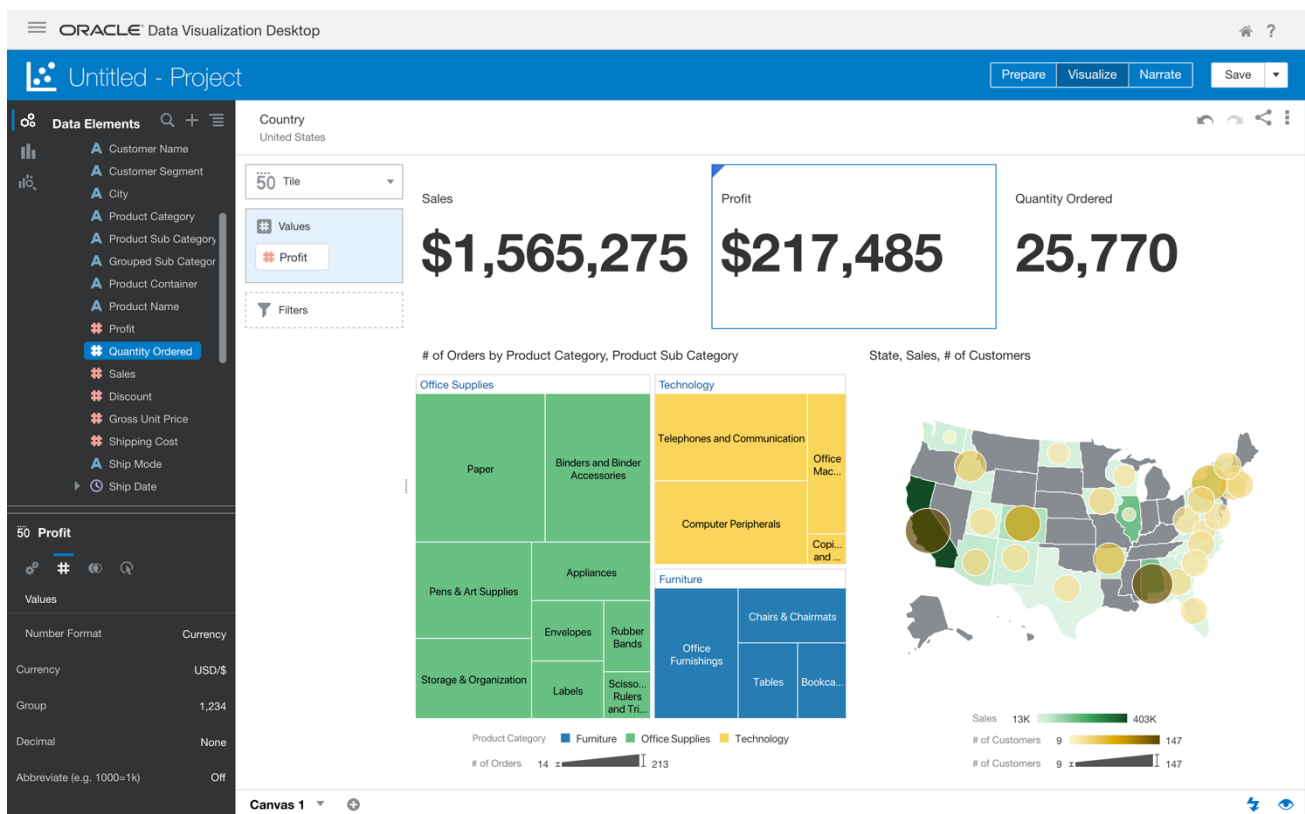 ORACLE Data Visualization Desktop
?
Untitled - Project
Prepare Visualize Narrate Save
Data Elements
Customer Name
Customer Segment
City
Product Category
Product Sub Category
Grouped Sub Categor
Product Container
Product Name
Profit
Quantity Ordered
Sales
Discount
Gross Unit Price
Shipping Cost
Ship Mode
Ship Date
50 Profit
Values
Number Format Currency
Currency USD/$
Group 1,234
Decimal None
Abbreviate (e.g. 1000=1k) Off
Country
United States
50 Tile
Values
Profit
Filters
Sales
$1,565,275
Profit
$217,485
Quantity Ordered
25,770
# of Orders by Product Category, Product Sub Category
Office Supplies
Paper
Binders and Binder
Accessories
Pens & Art Supplies
Appliances
Envelopes
Rubber
Bands
Storage & Organization
Labels
Scisso...
Rulers
and Tri...
Technology
Telephones and Communication
Office
Mac...
Computer Peripherals
Copi...
and ...
Furniture
Office
Furnishings
Chairs & Chairmats
Tables
Bookca...
Product Category Furniture Office Supplies Technology
# of Orders 14 213
State, Sales, # of Customers
Sales 13K 403K
# of Customers 9 147
# of Customers 9 147
Canvas 1